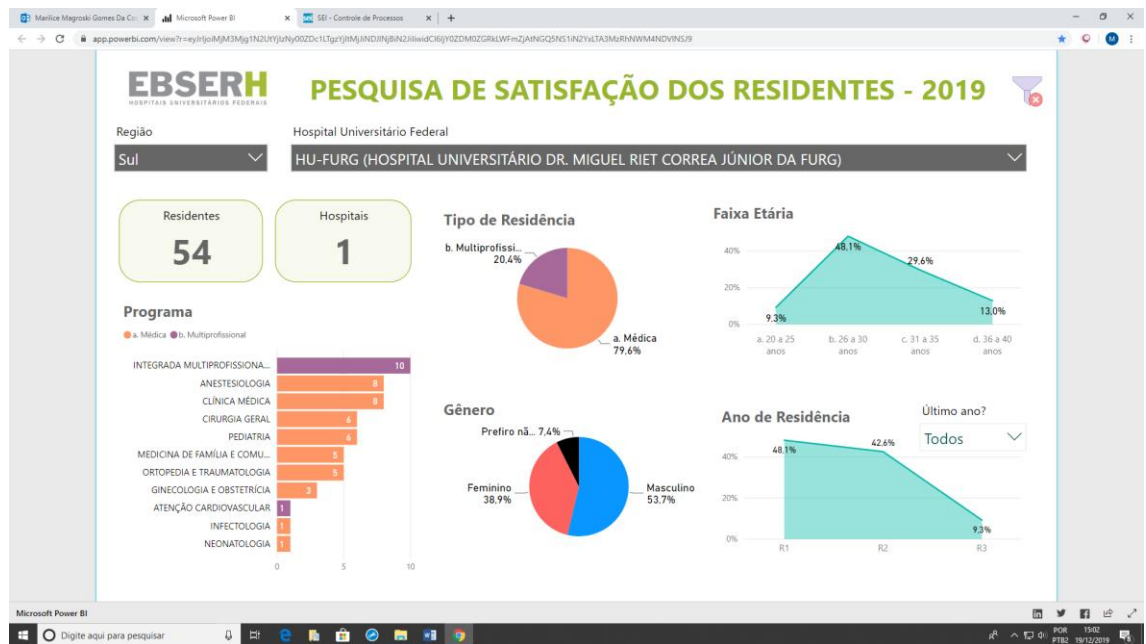 Marilice Magroski Gomes Da Co
Microsoft Power BI
SEI - Controle de Processos
EBSERH
HOSPITAIS UNIVERSITÁRIOS FEDERAIS
PESQUISA DE SATISFAÇÃO DOS RESIDENTES - 2019
Região
Hospital Universitário Federal
Sul
HU-FURG (HOSPITAL UNIVERSITÁRIO DR. MIGUEL RIET CORREA JÚNIOR DA FURG)
Residentes
54
Hospitais
1
Tipo de Residência
b. Multiprofissi...
20,4%
a. Médica
79,6%
Faixa Etária
40%
20%
0%
9.3%
48,1%
29,6%
13,0%
a. 20 a 25 anos
b. 26 a 30 anos
c. 31 a 35 anos
d. 36 a 40 anos
Programa
a. Médica b. Multiprofissional
INTEGRADA MULTIPROFISSIONA... 10
ANESTESIOLOGIA 8
CLÍNICA MÉDICA 8
CIRURGIA GERAL 6
PEDIATRIA 6
MEDICINA DE FAMÍLIA E COMU... 5
ORTOPEDIA E TRAUMATOLOGIA 5
GINECOLOGIA E OBSTETRÍCIA 3
ATENÇÃO CARDIOVASCULAR 1
INFECTOLOGIA 1
NEONATOLOGIA 1
0 5 10
Gênero
Prefiro nã... 7,4%
Feminino
38,9%
Masculino
53,7%
Ano de Residência
Último ano?
Todos
40%
20%
0%
48,1%
42,6%
9,3%
R1 R2 R3
Microsoft Power BI
Digite aqui para pesquisar
POR 15:02
PTB2 19/12/2019